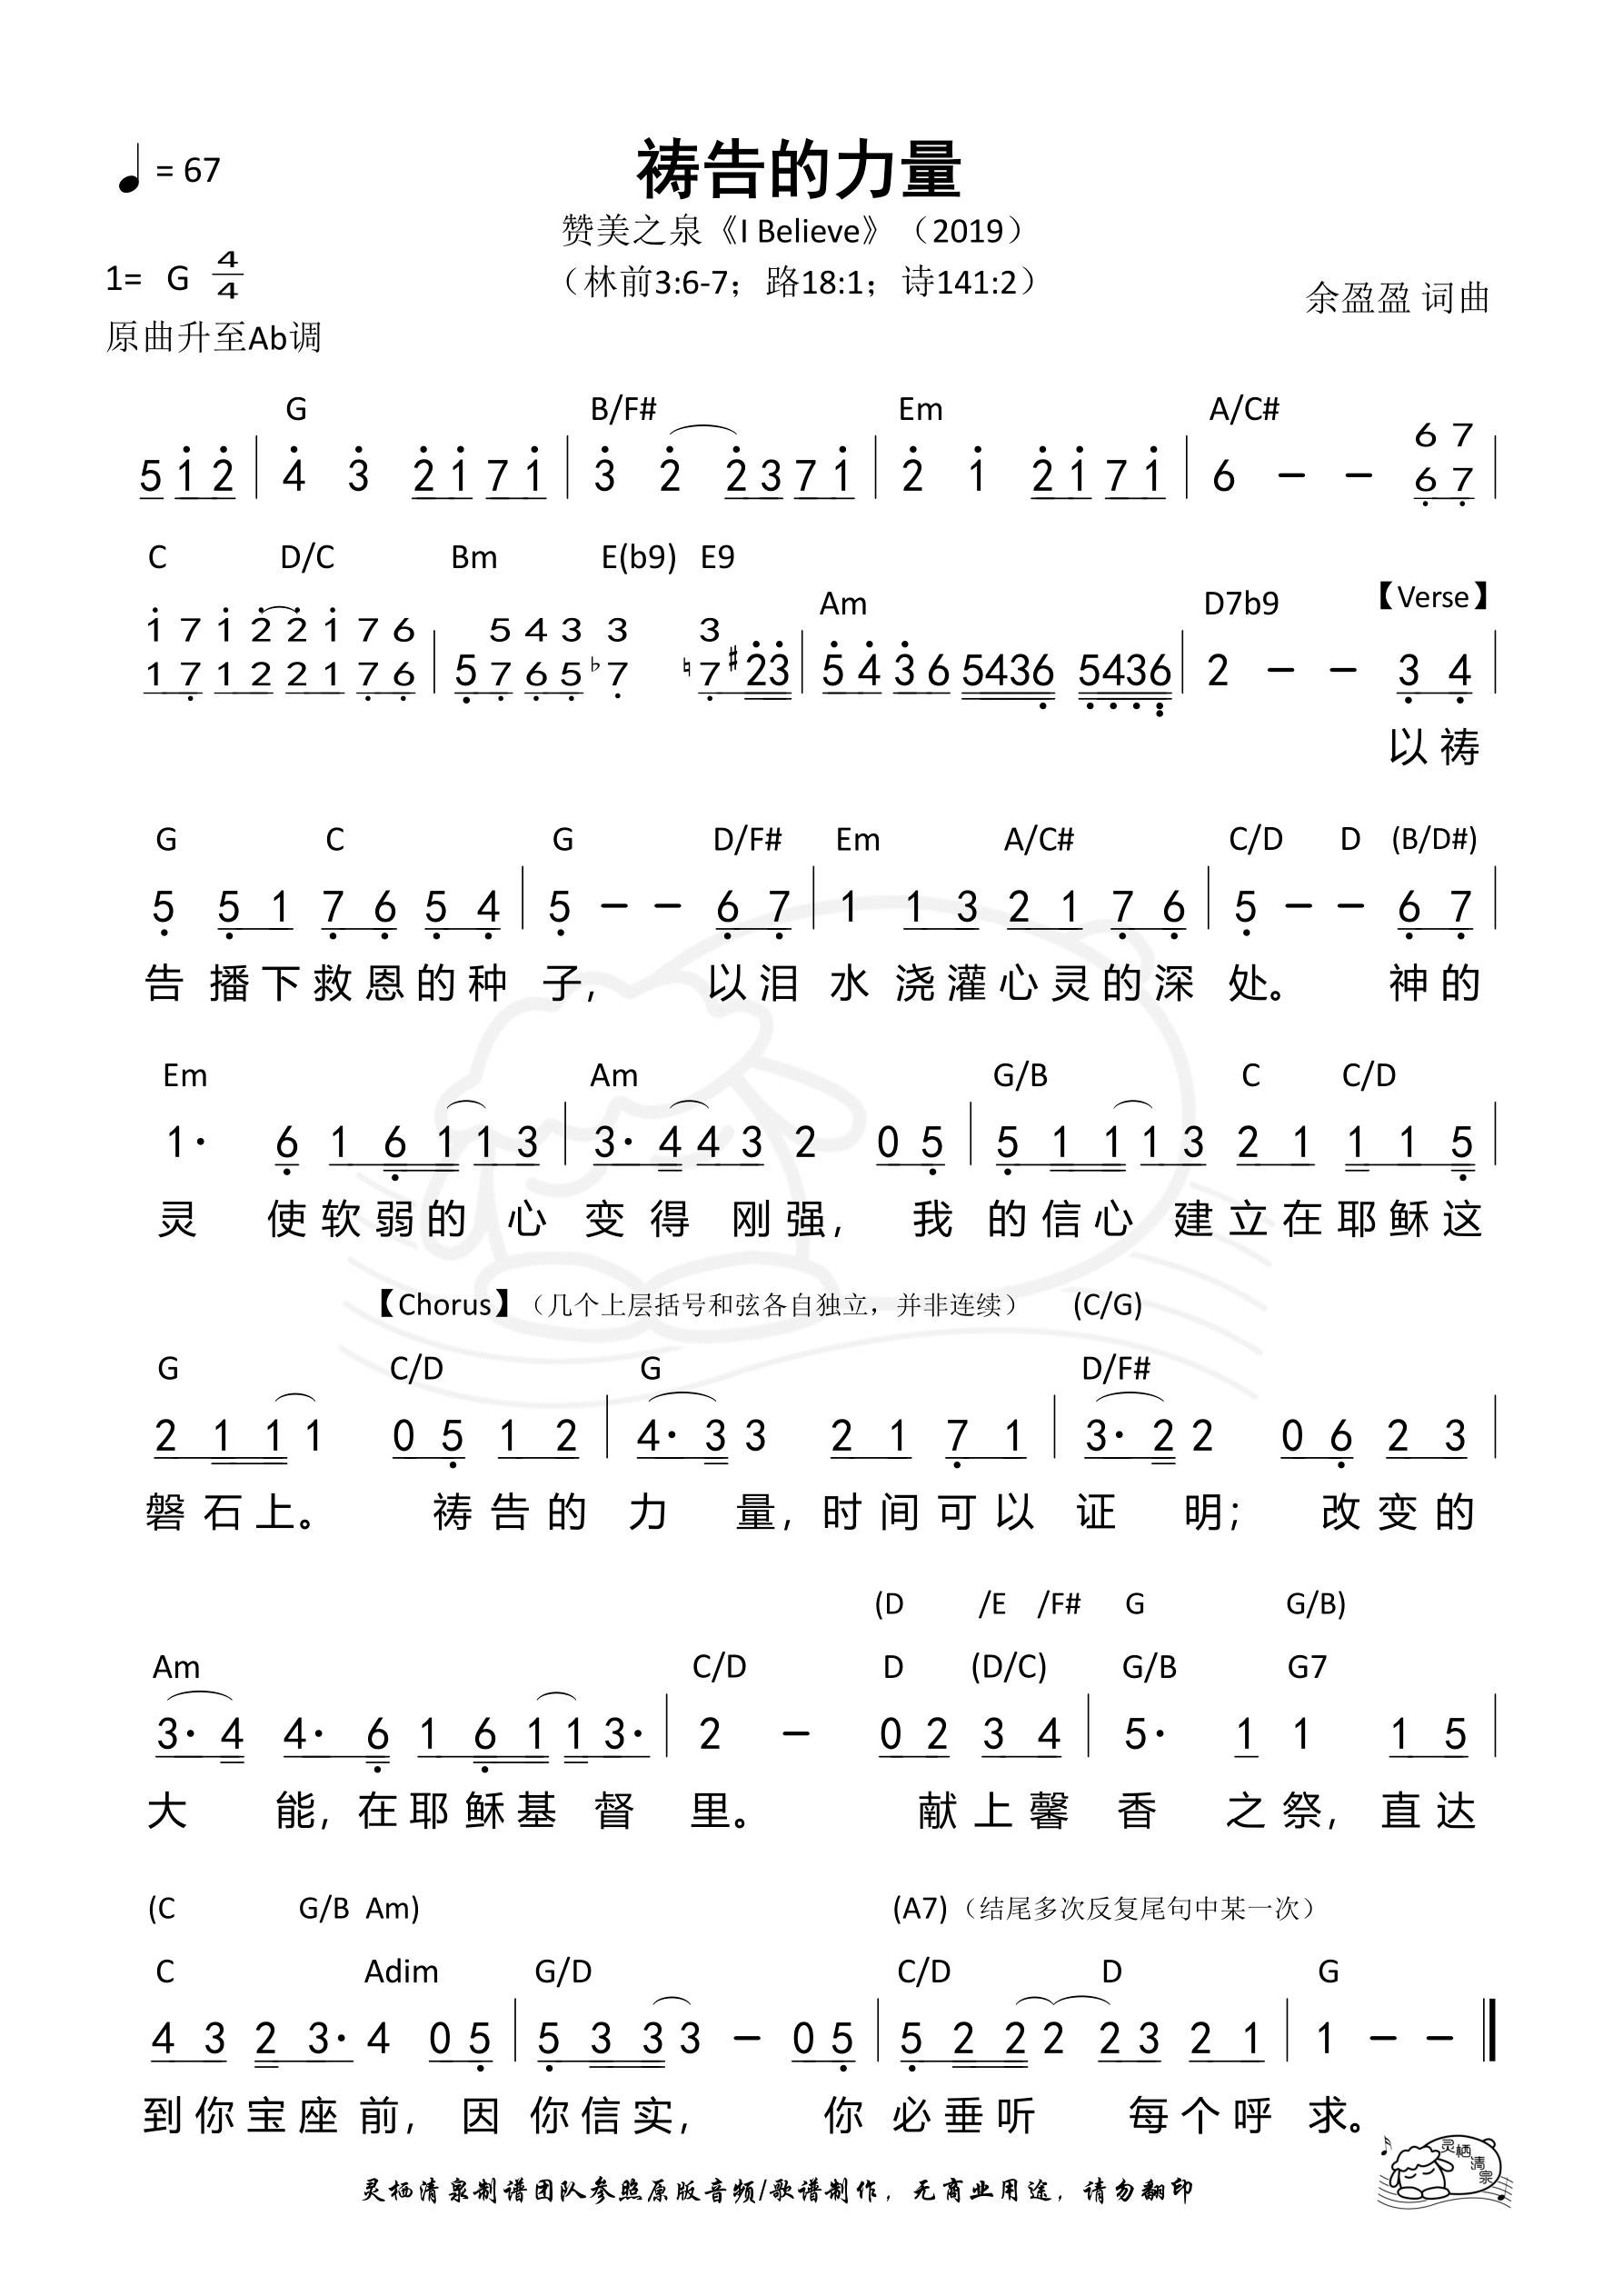 祷告的力量
♩ = 67
赞美之泉《I Believe》（2019）
1= G 4/4
（林前3:6-7；路18:1；诗141:2）
余盈盈 词曲
原曲升至Ab调
G B/F# Em A/C#
6 7
5 1 2 | 4 3 2 1 7 1 | 3 2 2 3 7 1 | 2 1 2 1 7 1 | 6 – – 6 7 |
C D/C Bm E(b9) E9
Am D7b9 【Verse】
1 7 1 2 2 1 7 6 5 4 3 3 3
1 7 1 2 2 1 7 6 | 5 7 6 5 ♭7 ♮7 #2 3 | 5 4 3 6 5436 5436 | 2 – – 3 4 |
以 祷
G C G D/F# Em A/C# C/D D (B/D#)
5 5 1 7 6 5 4 | 5 – – 6 7 | 1 1 3 2 1 7 6 | 5 – – 6 7 |
告 播 下 救 恩 的 种 子， 以 泪 水 浇 灌 心 灵 的 深 处。 神 的
Em Am G/B C C/D
1· 6 1 6 1 1 3 | 3· 4 4 3 2 0 5 | 5 1 1 1 3 2 1 1 1 5 |
灵 使 软 弱 的 心 变 得 刚 强， 我 的 信 心 建 立 在 耶 稣 这
【Chorus】（几个上层括号和弦各自独立，并非连续） (C/G)
G C/D G D/F#
2 1 1 1 0 5 1 2 | 4· 3 3 2 1 7 1 | 3· 2 2 0 6 2 3 |
磐 石 上。 祷 告 的 力 量， 时 间 可 以 证 明； 改 变 的
(D /E /F# G G/B)
Am C/D D (D/C) G/B G7
3· 4 4· 6 1 6 1 1 3· | 2 – 0 2 3 4 | 5· 1 1 1 5 |
大 能， 在 耶 稣 基 督 里。 献 上 馨 香 之 祭， 直 达
(C G/B Am) (A7)（结尾多次反复尾句中某一次）
C Adim G/D C/D D G
4 3 2 3· 4 0 5 | 5 3 3 3 – 0 5 | 5 2 2 2 2 3 2 1 | 1 – – ‖
到 你 宝 座 前， 因 你 信 实， 你 必 垂 听 每 个 呼 求。
灵栖清泉
灵栖清泉制谱团队参照原版音频/歌谱制作，无商业用途，请勿翻印